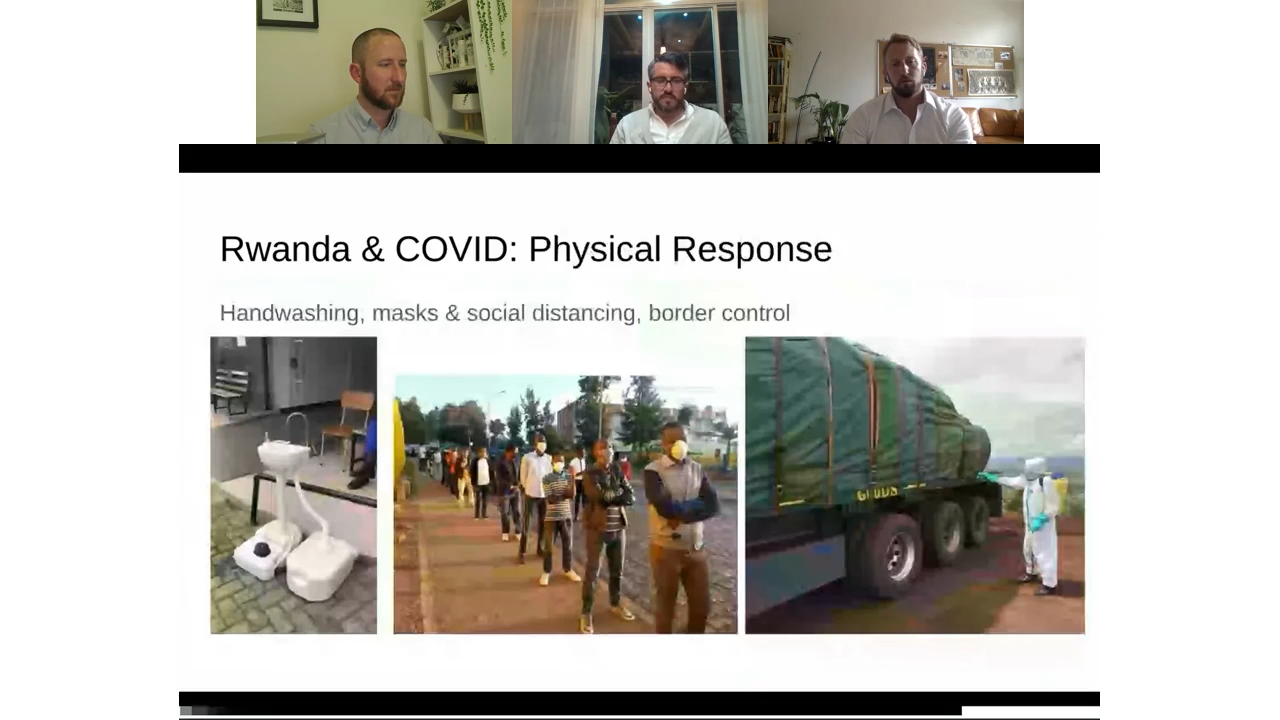 Rwanda & COVID: Physical Response
Handwashing, masks & social distancing, border control
GOODS